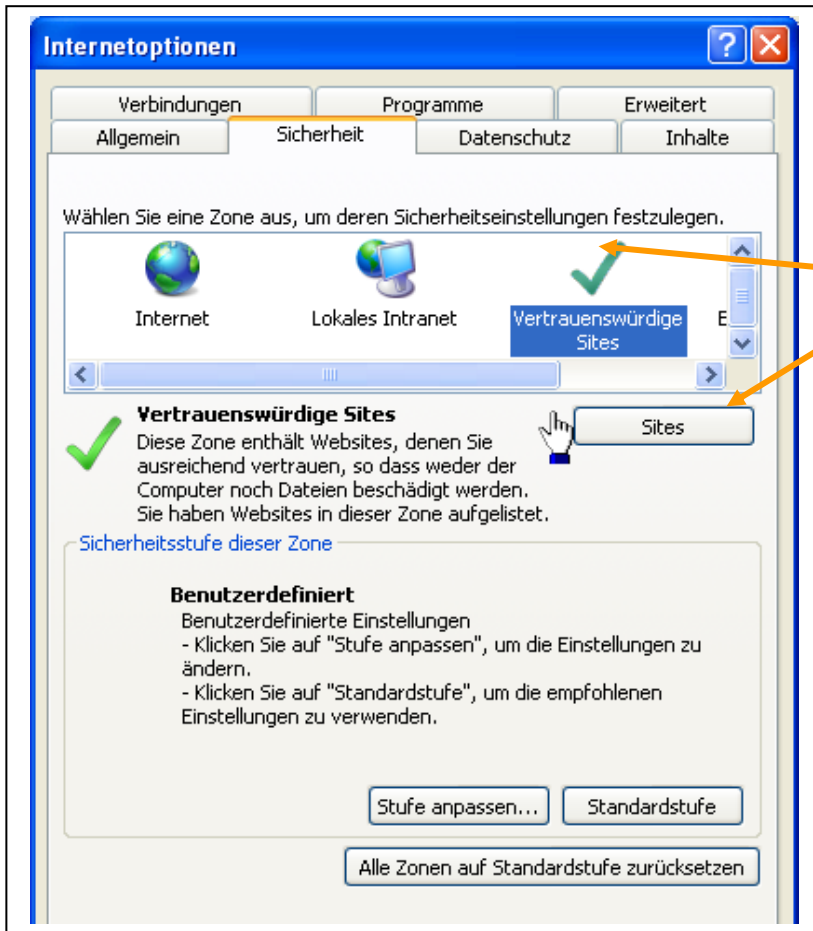 Internetoptionen
Verbindungen Programme Erweitert
Allgemein Sicherheit Datenschutz Inhalte
Wählen Sie eine Zone aus, um deren Sicherheitseinstellungen festzulegen.
Internet Lokales Intranet Vertrauenswürdige E
Sites
Vertrauenswürdige Sites
Sites
Diese Zone enthält Websites, denen Sie
ausreichend vertrauen, so dass weder der
Computer noch Dateien beschädigt werden.
Sie haben Websites in dieser Zone aufgelistet.
Sicherheitsstufe dieser Zone
Benutzerdefiniert
Benutzerdefinierte Einstellungen
- Klicken Sie auf "Stufe anpassen", um die Einstellungen zu
ändern.
- Klicken Sie auf "Standardstufe", um die empfohlenen
Einstellungen zu verwenden.
Stufe anpassen... Standardstufe
Alle Zonen auf Standardstufe zurücksetzen